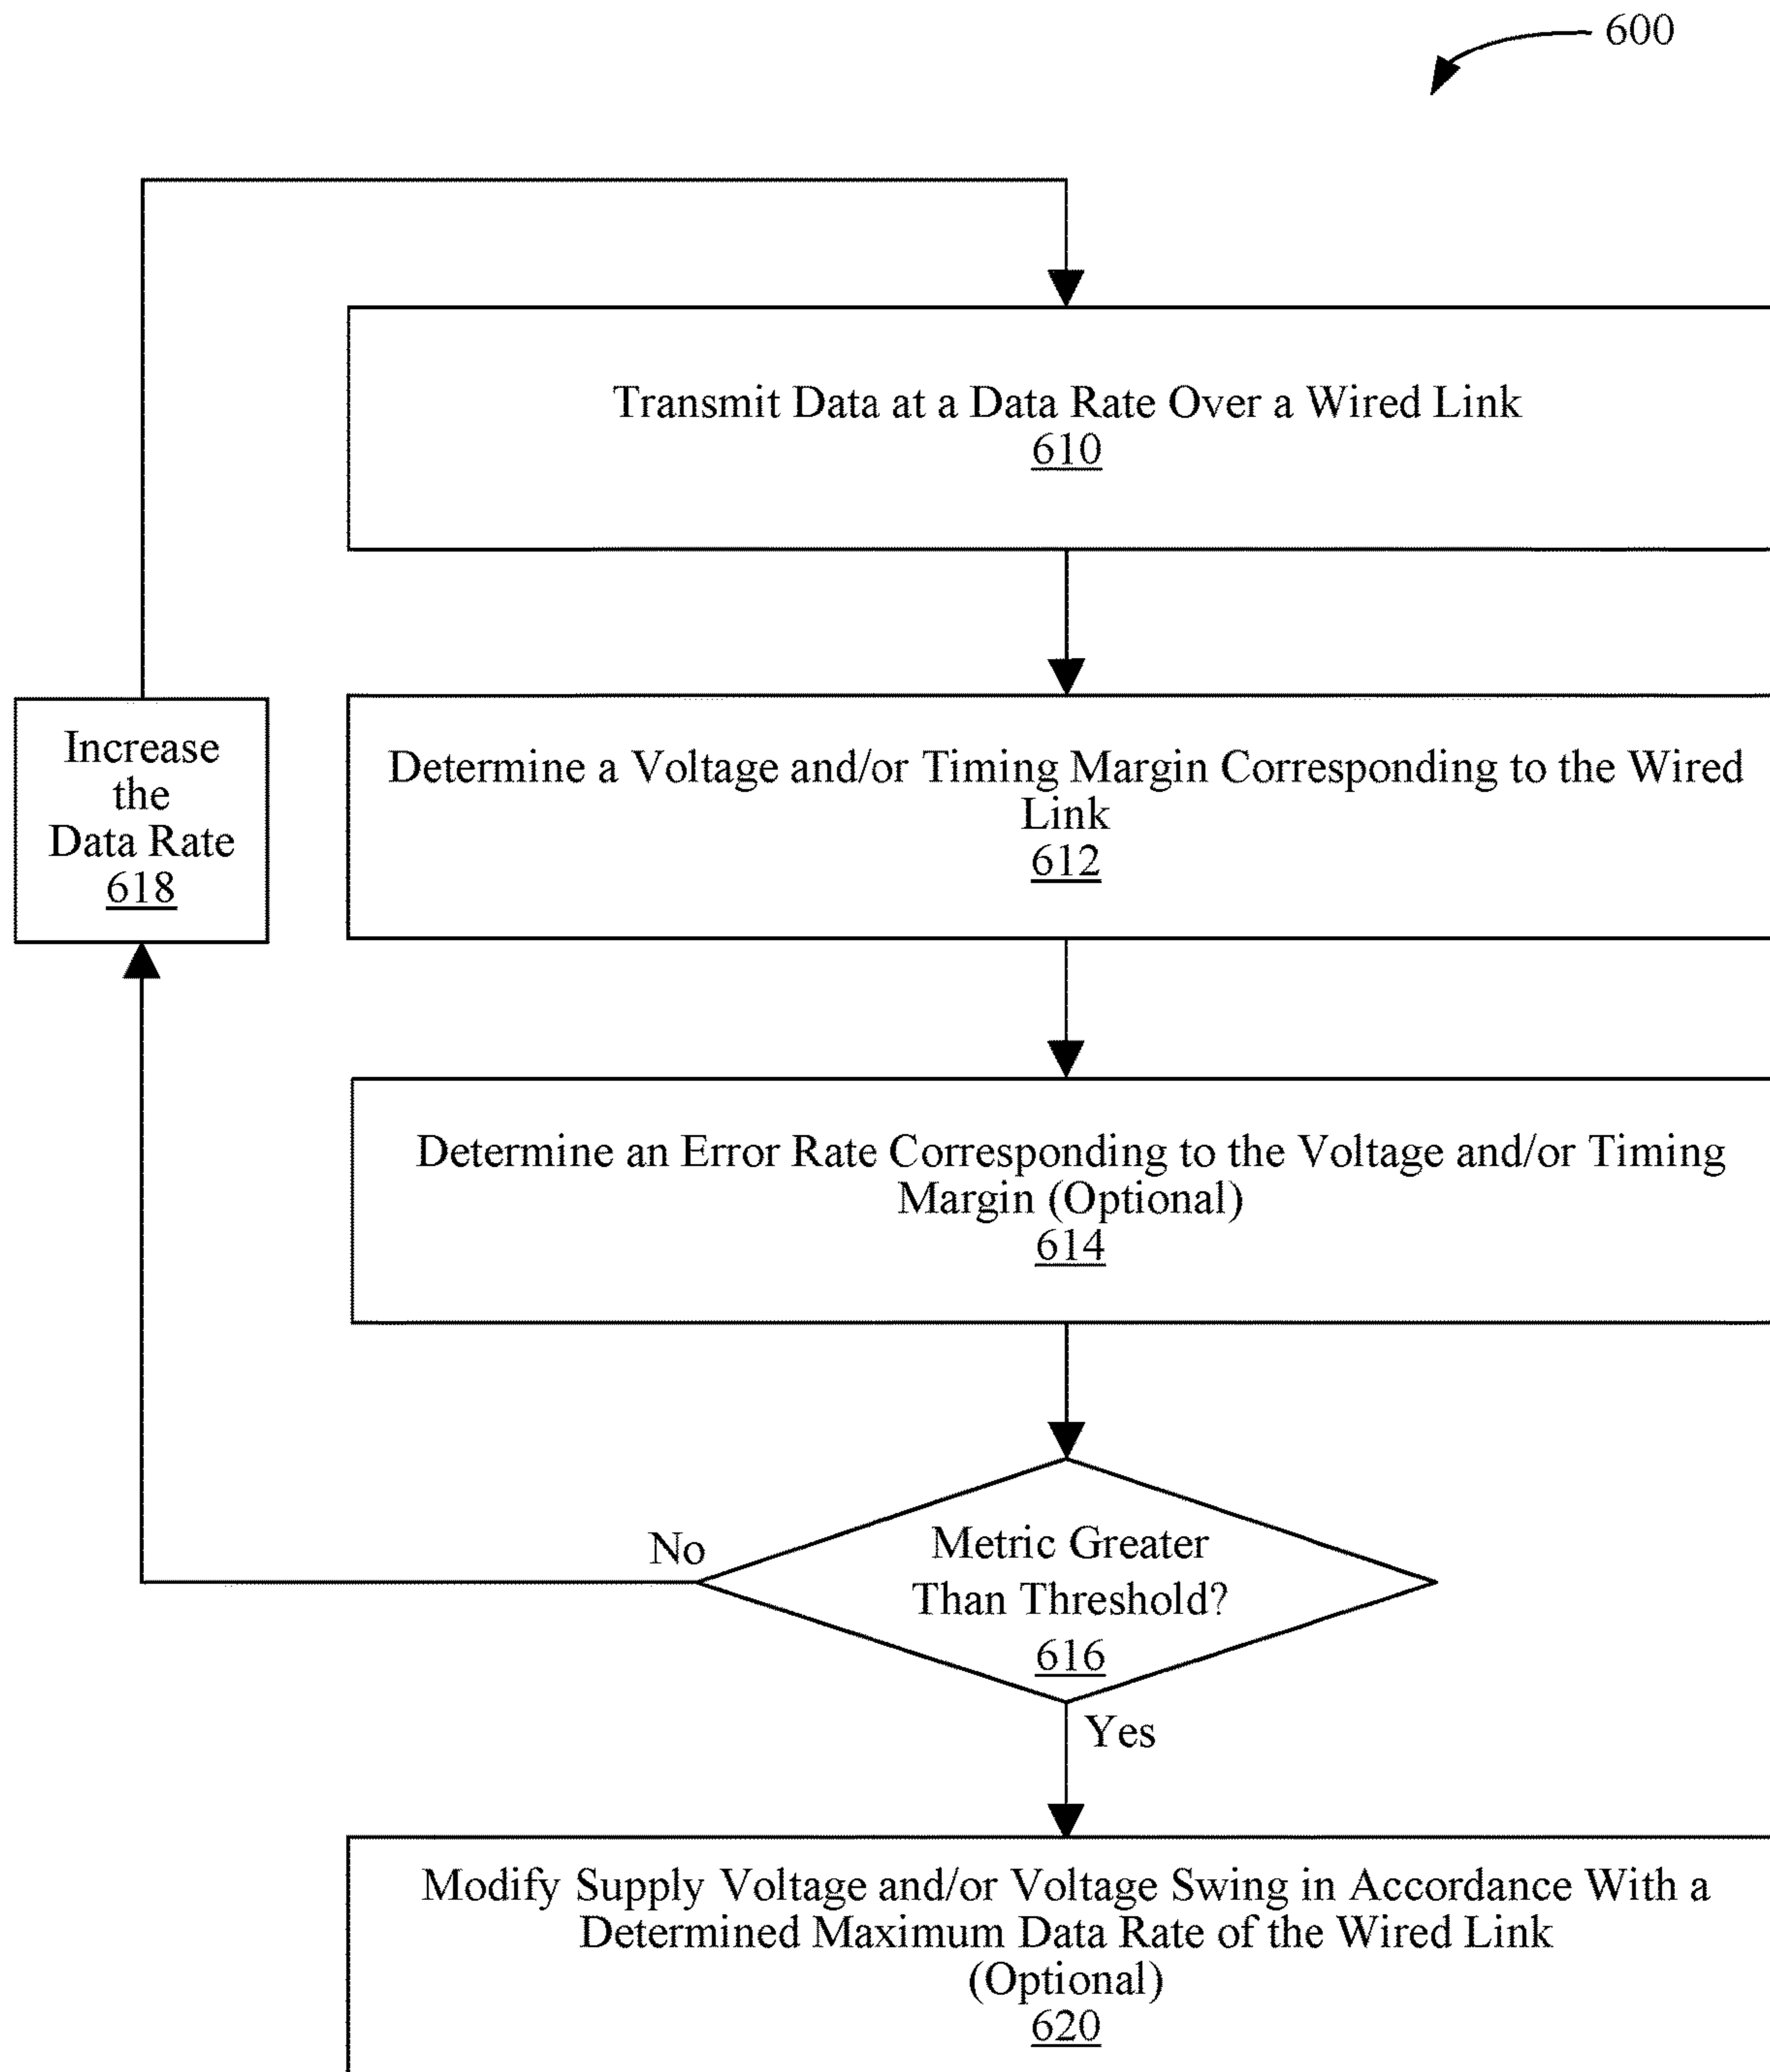 600
Transmit Data at a Data Rate Over a Wired Link
610
Increase
the
Data Rate
618
Determine a Voltage and/or Timing Margin Corresponding to the Wired
Link
612
Determine an Error Rate Corresponding to the Voltage and/or Timing
Margin (Optional)
614
No
Metric Greater
Than Threshold?
616
Yes
Modify Supply Voltage and/or Voltage Swing in Accordance With a
Determined Maximum Data Rate of the Wired Link
(Optional)
620